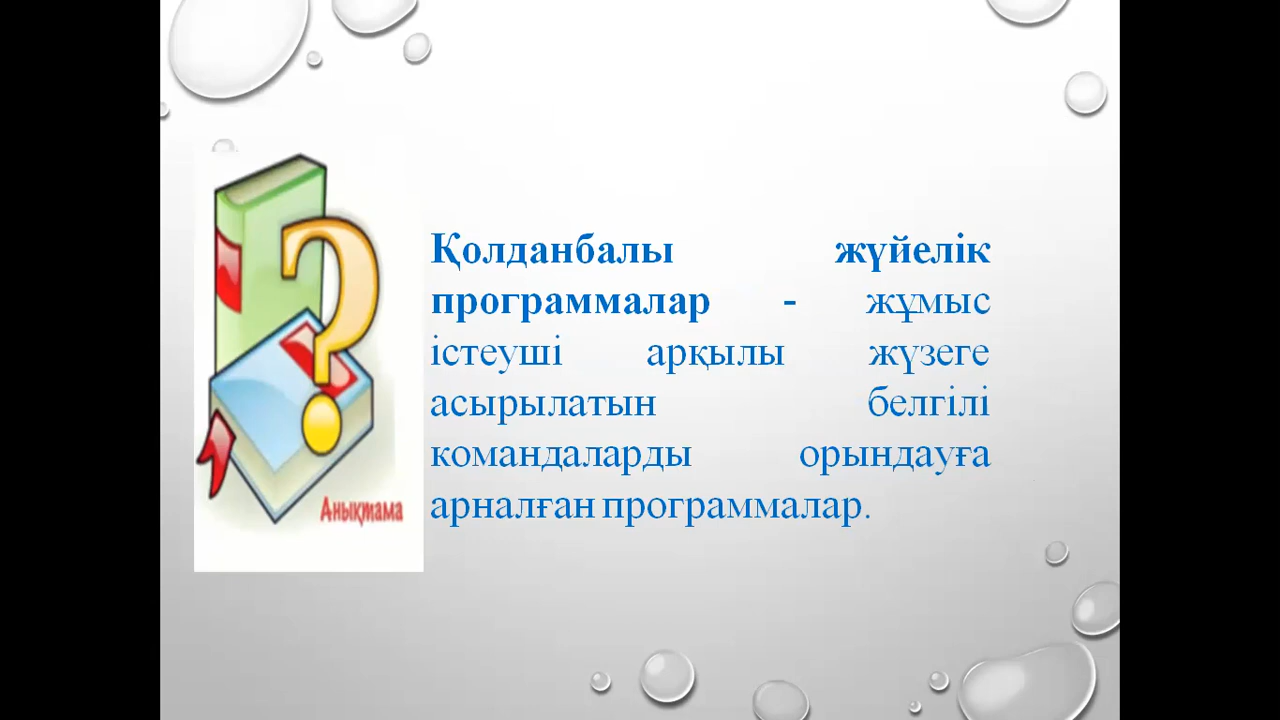 Қолданбалы жүйелік
программалар - жұмыс
істеуші арқылы жүзеге
асырылатын белгілі
командаларды орындауға
арналған программалар.
Анықтама